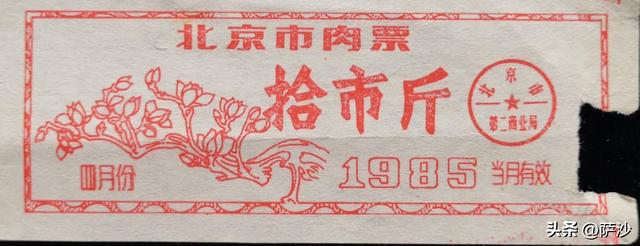 北京市肉票
拾市斤
北京市
第二商业局
四月份
1985
当月有效
头条 @萨沙